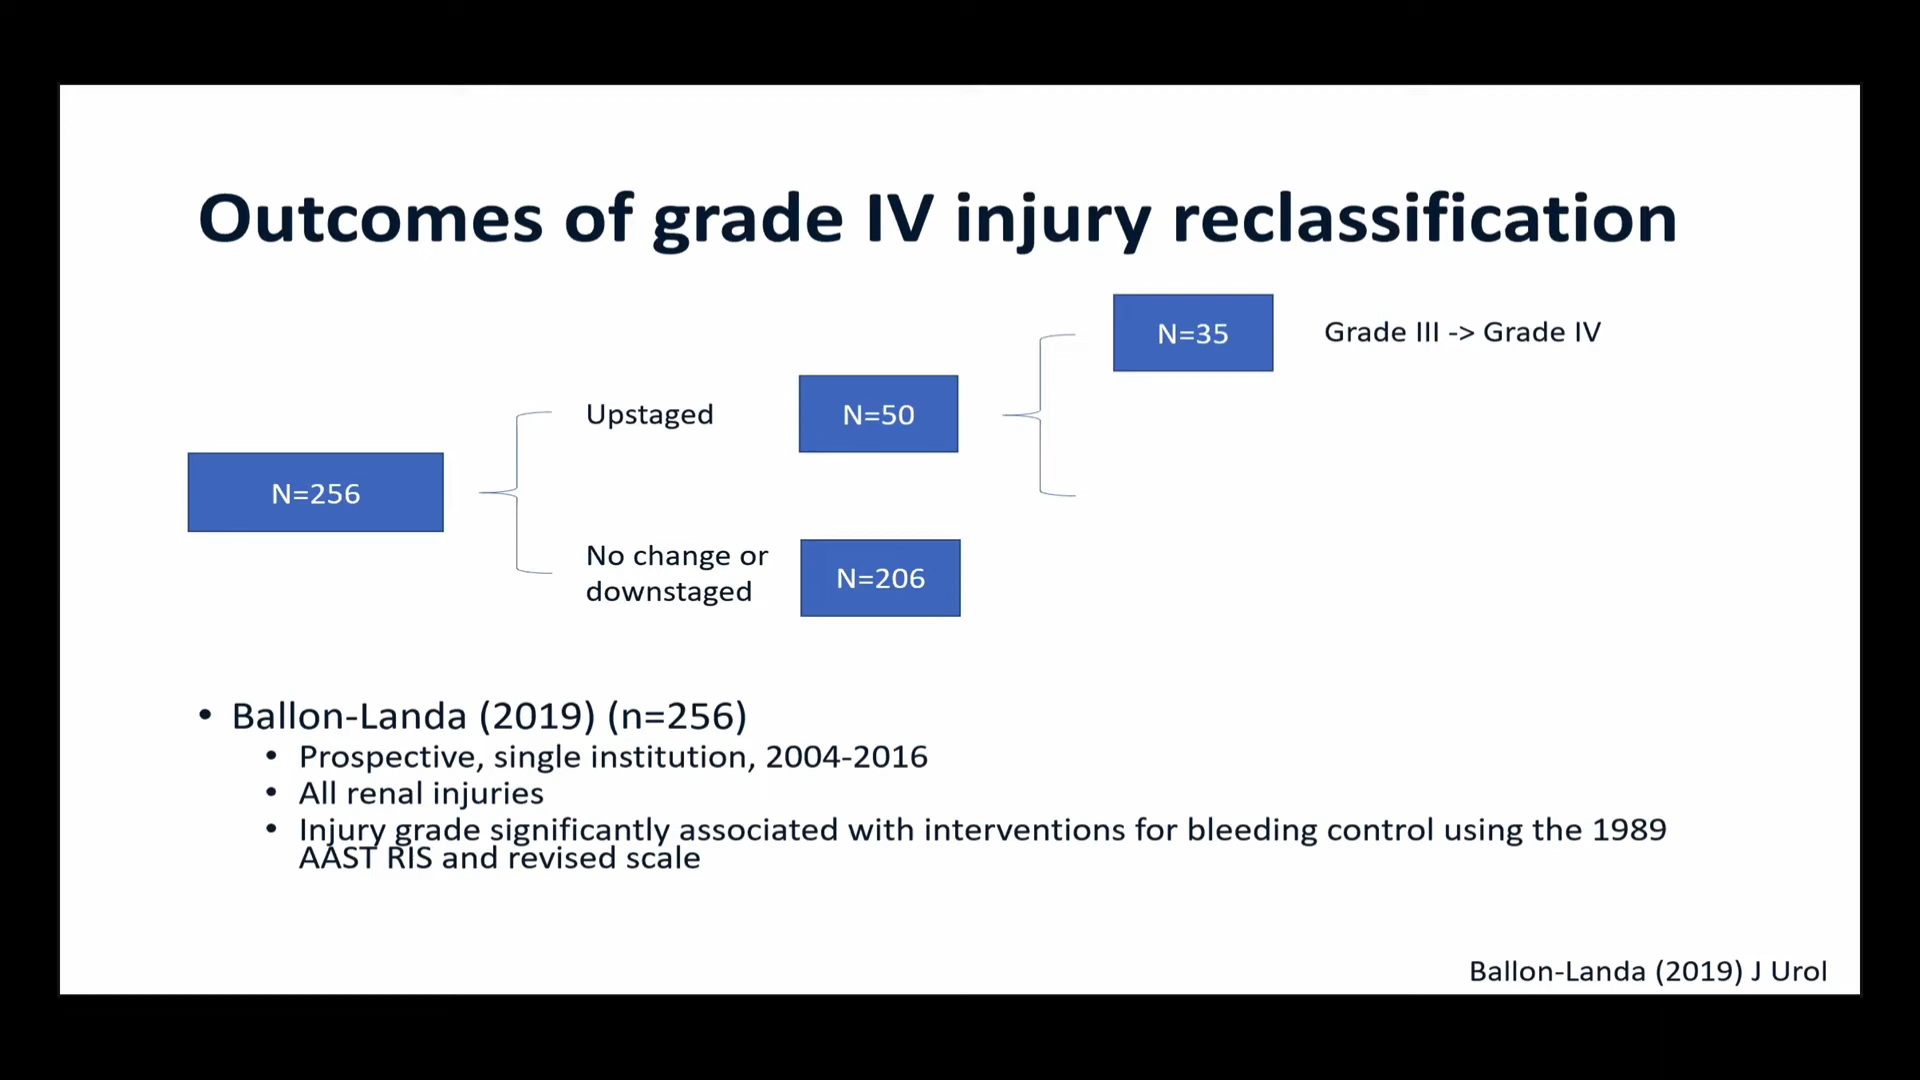 Outcomes of grade IV injury reclassification
N=35
Grade III -> Grade IV
Upstaged
N=50
N=256
No change or
downstaged
N=206
• Ballon-Landa (2019) (n=256)
• Prospective, single institution, 2004-2016
• All renal injuries
• Injury grade significantly associated with interventions for bleeding control using the 1989
AAST RIS and revised scale
Ballon-Landa (2019) J Urol